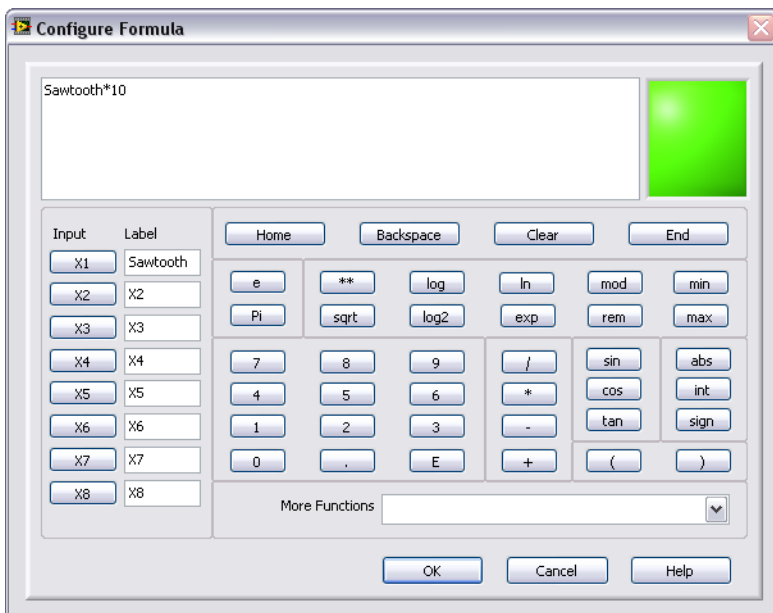 Configure Formula
Sawtooth*10
Input Label
Home Backspace Clear End
X1 Sawtooth
X2 X2
X3 X3
X4 X4
X5 X5
X6 X6
X7 X7
X8 X8
e ** log ln mod min
Pi sqrt log2 exp rem max
7 8 9 / sin abs
4 5 6 * cos int
1 2 3 - tan sign
0 . E + ( )
More Functions
OK Cancel Help